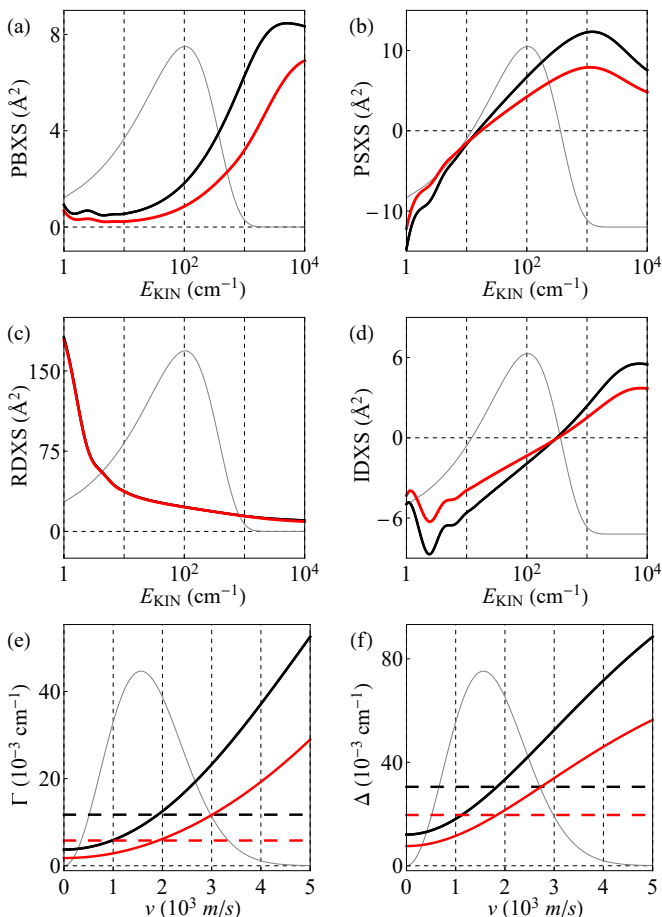 (a)
(b)
PBXS (Å²)
8
4
0
1
10²
10⁴
E_KIN (cm⁻¹)
PSXS (Å²)
10
0
−10
1
10²
10⁴
E_KIN (cm⁻¹)
(c)
(d)
RDXS (Å²)
150
75
0
1
10²
10⁴
E_KIN (cm⁻¹)
IDXS (Å²)
6
0
−6
1
10²
10⁴
E_KIN (cm⁻¹)
(e)
(f)
Γ (10⁻³ cm⁻¹)
40
20
0
0
1
2
3
4
5
v (10³ m/s)
Δ (10⁻³ cm⁻¹)
80
40
0
0
1
2
3
4
5
v (10³ m/s)